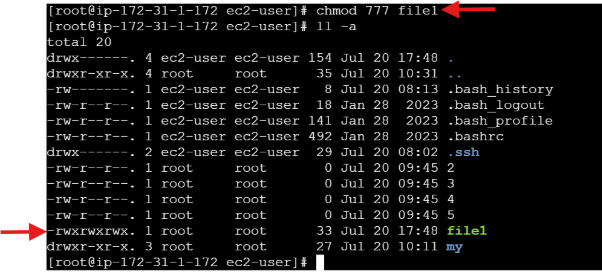 [root@ip-172-31-1-172 ec2-user]# chmod 777 file1
[root@ip-172-31-1-172 ec2-user]# ll -a
total 20
drwx------. 4 ec2-user ec2-user 154 Jul 20 17:48 .
drwxr-xr-x. 4 root     root      35 Jul 20 10:31 ..
-rw-------. 1 ec2-user ec2-user   8 Jul 20 08:13 .bash_history
-rw-r--r--. 1 ec2-user ec2-user  18 Jan 28  2023 .bash_logout
-rw-r--r--. 1 ec2-user ec2-user 141 Jan 28  2023 .bash_profile
-rw-r--r--. 1 ec2-user ec2-user 492 Jan 28  2023 .bashrc
drwx------. 2 ec2-user ec2-user  29 Jul 20 08:02 .ssh
-rw-r--r--. 1 root     root       0 Jul 20 09:45 2
-rw-r--r--. 1 root     root       0 Jul 20 09:45 3
-rw-r--r--. 1 root     root       0 Jul 20 09:45 4
-rw-r--r--. 1 root     root       0 Jul 20 09:45 5
-rwxrwxrwx. 1 root     root      33 Jul 20 17:48 file1
drwxr-xr-x. 3 root     root      27 Jul 20 10:11 my
[root@ip-172-31-1-172 ec2-user]#